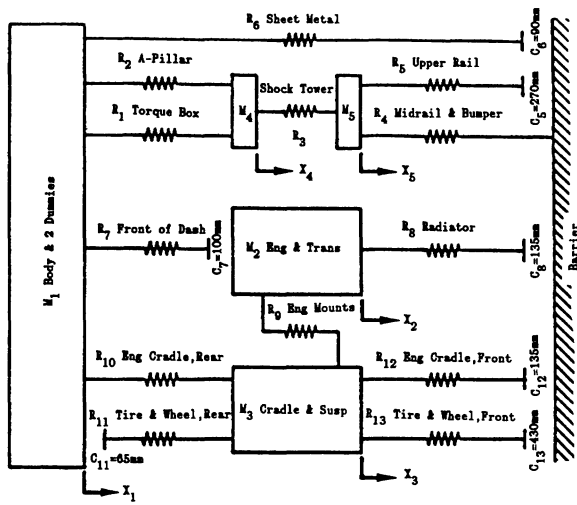 R6 Sheet Metal
C6=90mm
R2 A-Pillar
R5 Upper Rail
C5=270mm
Shock Tower
M4
M5
R1 Torque Box
R4 Midrail & Bumper
R3
X4
X5
M1 Body & 2 Dummies
R7 Front of Dash
C7=100mm
M2 Eng & Trans
R8 Radiator
C8=135mm
Barrier
X2
R9 Eng Mounts
R10 Eng Cradle,Rear
R12 Eng Cradle,Front
C12=135mm
M3 Cradle & Susp
R11 Tire & Wheel,Rear
R13 Tire & Wheel,Front
C13=430mm
C11=65mm
X1
X3